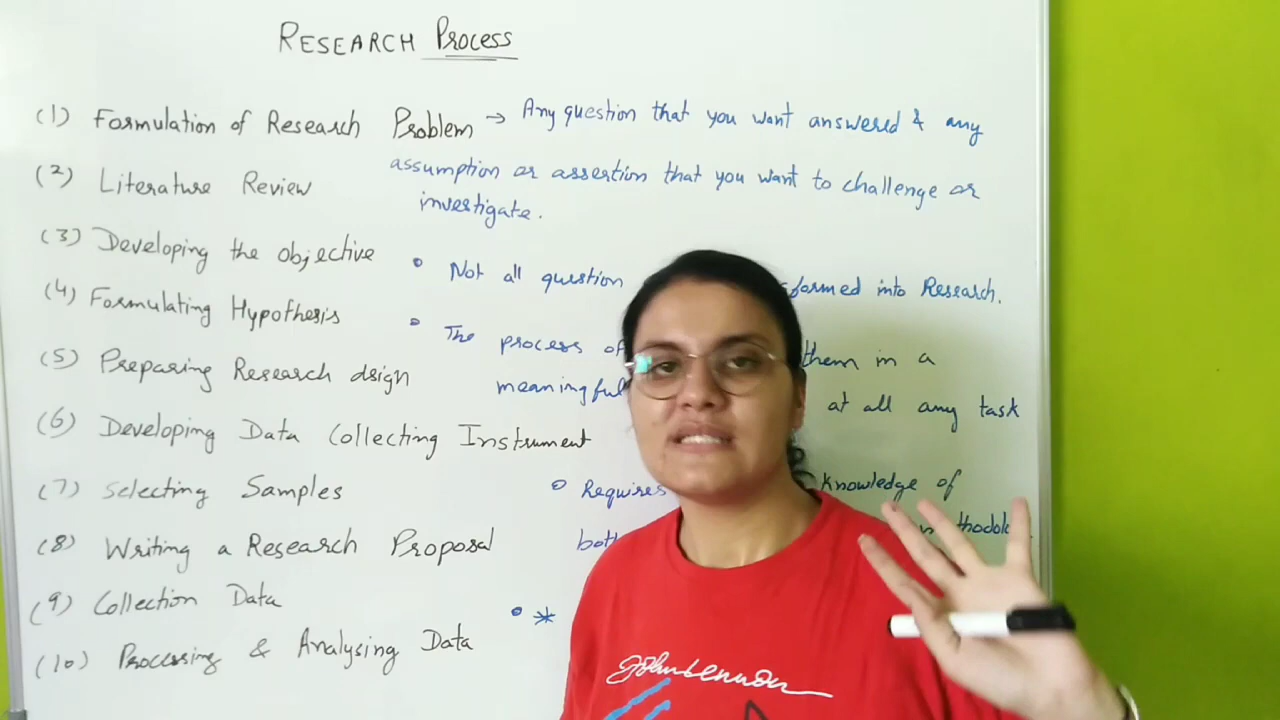 RESEARCH Process
(1) Formulation of Research Problem → Any question that you want answered & any
assumption or assertion that you want to challenge or
investigate.
(2) Literature Review
(3) Developing the objective
• Not all question formed into Research.
(4) Formulating Hypothesis
• The process of them in a
meaningful at all any task
(5) Preparing Research dsign
(6) Developing Data Collecting Instrument
(7) Selecting Samples
• Requires knowledge of
(8) Writing a Research Proposal
(9) Collection Data
• *
(10) Processing & Analysing Data
John Lennon